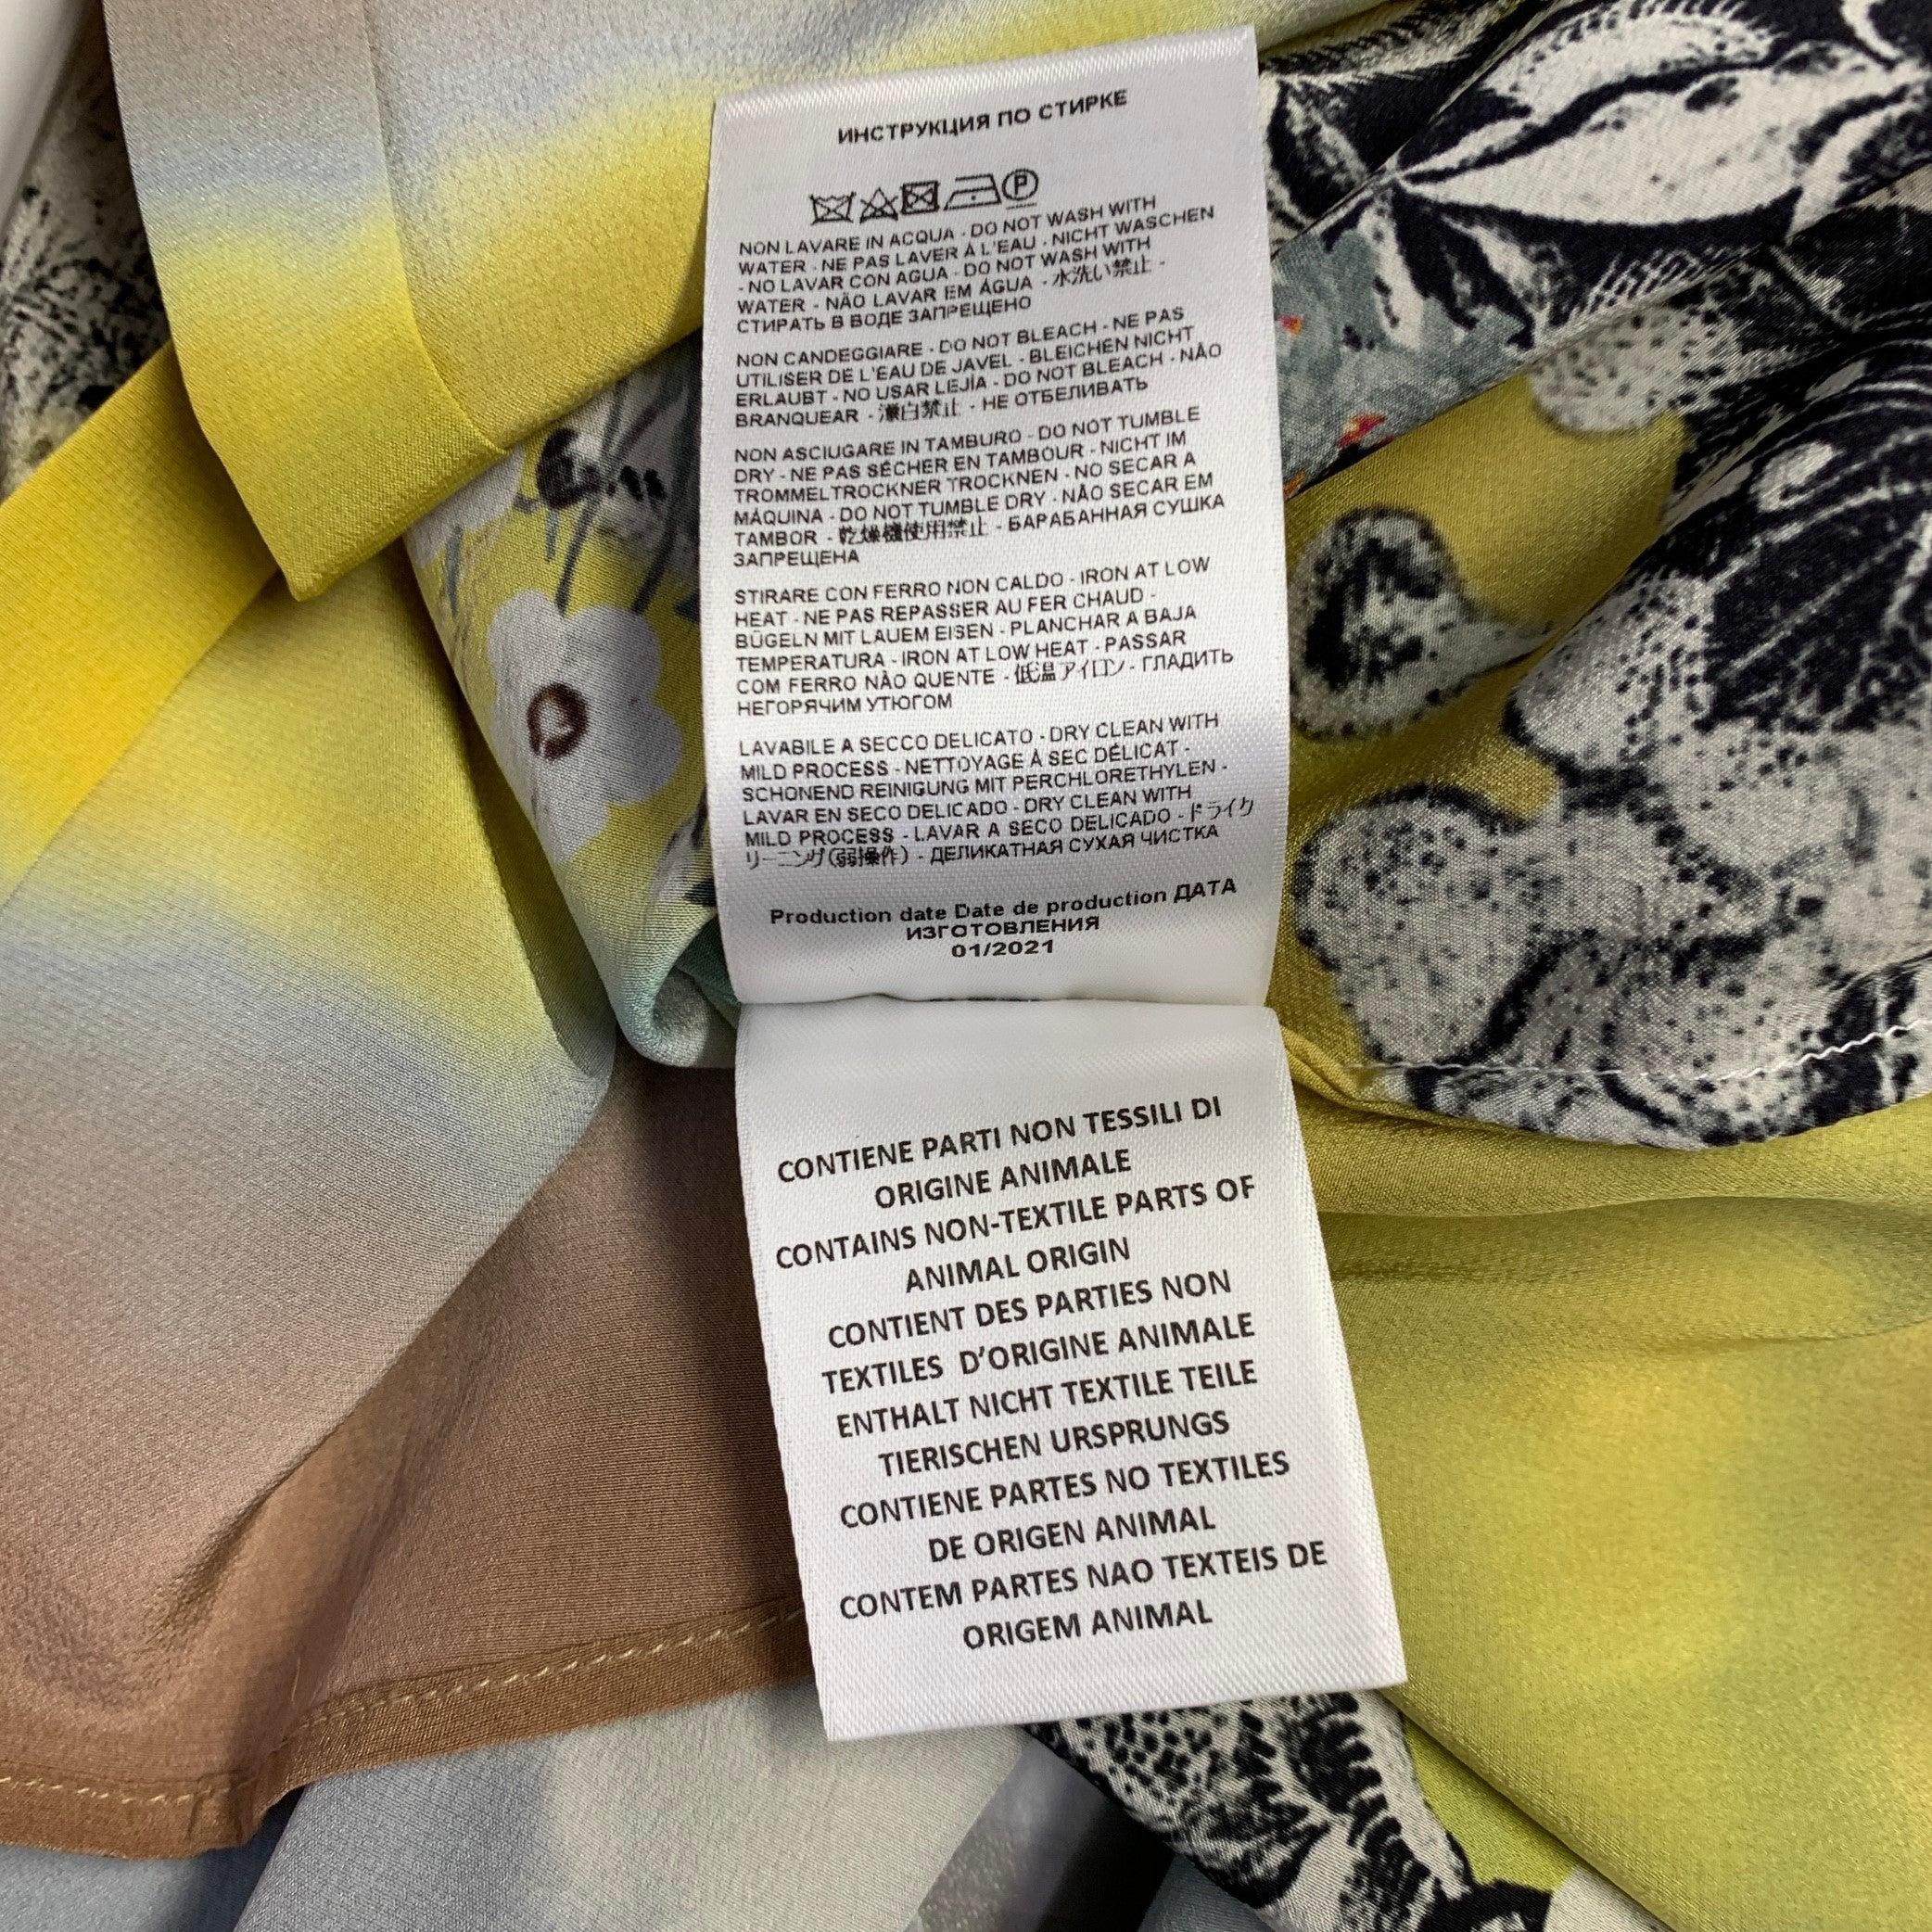 ИНСТРУКЦИЯ ПО СТИРКЕ
P
NON LAVARE IN ACQUA - DO NOT WASH WITH
WATER - NE PAS LAVER À L'EAU - NICHT WASCHEN
- NO LAVAR CON AGUA - DO NOT WASH WITH
WATER - NÃO LAVAR EM ÁGUA - 水洗い禁止 -
СТИРАТЬ В ВОДЕ ЗАПРЕЩЕНО
NON CANDEGGIARE - DO NOT BLEACH - NE PAS
UTILISER DE L'EAU DE JAVEL - BLEICHEN NICHT
ERLAUBT - NO USAR LEJÍA - DO NOT BLEACH - NÃO
BRANQUEAR - 漂白禁止 - НЕ ОТБЕЛИВАТЬ
NON ASCIUGARE IN TAMBURO - DO NOT TUMBLE
DRY - NE PAS SÉCHER EN TAMBOUR - NICHT IM
TROMMELTROCKNER TROCKNEN - NO SECAR A
MÁQUINA - DO NOT TUMBLE DRY - NÃO SECAR EM
TAMBOR - 乾燥機使用禁止 - БАРАБАННАЯ СУШКА
ЗАПРЕЩЕНА
STIRARE CON FERRO NON CALDO - IRON AT LOW
HEAT - NE PAS REPASSER AU FER CHAUD -
BÜGELN MIT LAUEM EISEN - PLANCHAR A BAJA
TEMPERATURA - IRON AT LOW HEAT - PASSAR
COM FERRO NÃO QUENTE - 低温アイロン - ГЛАДИТЬ
НЕГОРЯЧИМ УТЮГОМ
LAVABILE A SECCO DELICATO - DRY CLEAN WITH
MILD PROCESS - NETTOYAGE À SEC DÉLICAT -
SCHONEND REINIGUNG MIT PERCHLORETHYLEN -
LAVAR EN SECO DELICADO - DRY CLEAN WITH
MILD PROCESS - LAVAR A SECO DELICADO - ドライク
リーニング(弱操作) - ДЕЛИКАТНАЯ СУХАЯ ЧИСТКА
Production date Date de production ДАТА
ИЗГОТОВЛЕНИЯ
01/2021
CONTIENE PARTI NON TESSILI DI
ORIGINE ANIMALE
CONTAINS NON-TEXTILE PARTS OF
ANIMAL ORIGIN
CONTIENT DES PARTIES NON
TEXTILES D'ORIGINE ANIMALE
ENTHALT NICHT TEXTILE TEILE
TIERISCHEN URSPRUNGS
CONTIENE PARTES NO TEXTILES
DE ORIGEN ANIMAL
CONTEM PARTES NAO TEXTEIS DE
ORIGEM ANIMAL